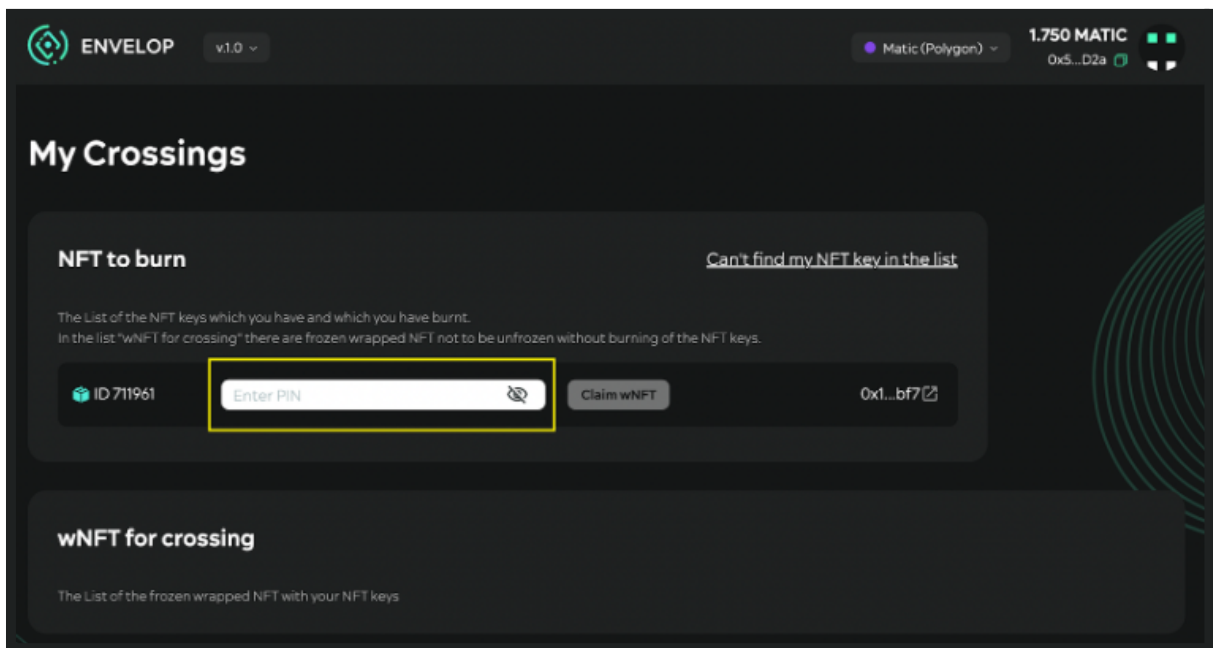 ENVELOP
v.1.0
Matic (Polygon)
1.750 MATIC
0x5...D2a
My Crossings
NFT to burn
Can't find my NFT key in the list
The List of the NFT keys which you have and which you have burnt.
In the list "wNFT for crossing" there are frozen wrapped NFT not to be unfrozen without burning of the NFT keys.
ID 711961
Enter PIN
Claim wNFT
0x1...bf7
wNFT for crossing
The List of the frozen wrapped NFT with your NFT keys